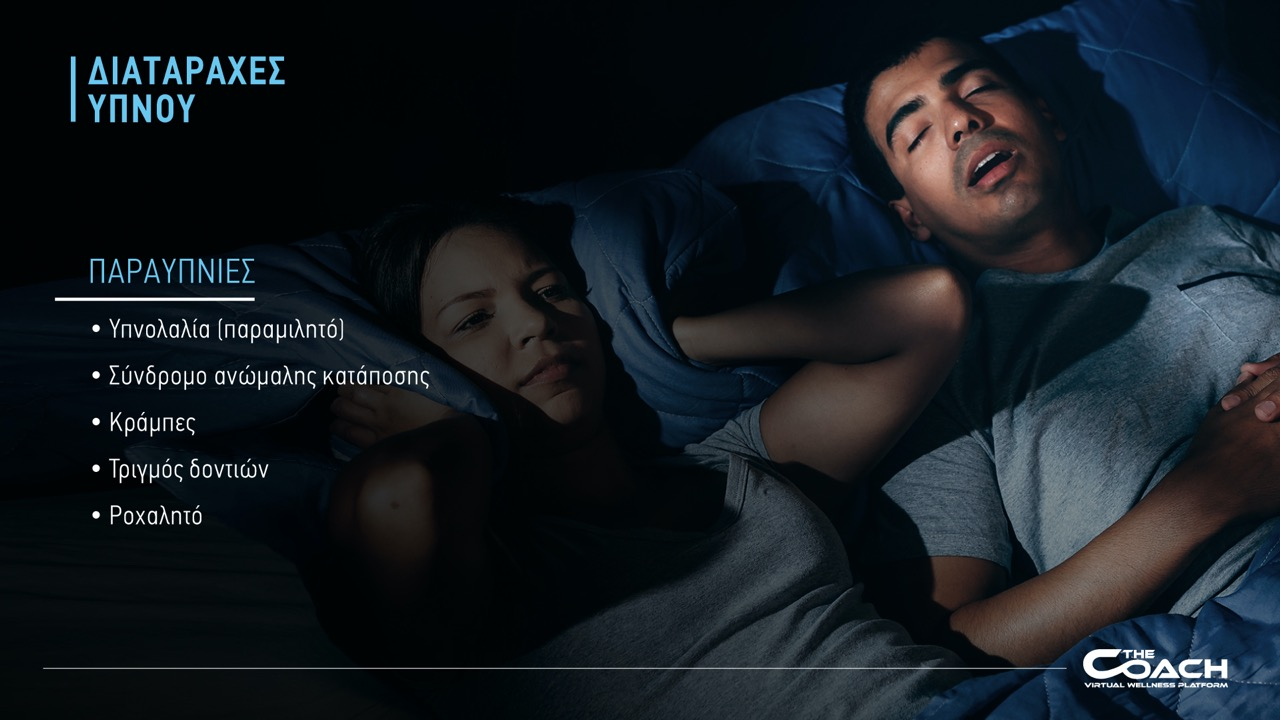 ΔΙΑΤΑΡΑΧΕΣ
ΥΠΝΟΥ
ΠΑΡΑΥΠΝΙΕΣ
• Υπνολαλία (παραμιλητό)
• Σύνδρομο ανώμαλης κατάποσης
• Κράμπες
• Τριγμός δοντιών
• Ροχαλητό
THE
COACH
VIRTUAL WELLNESS PLATFORM